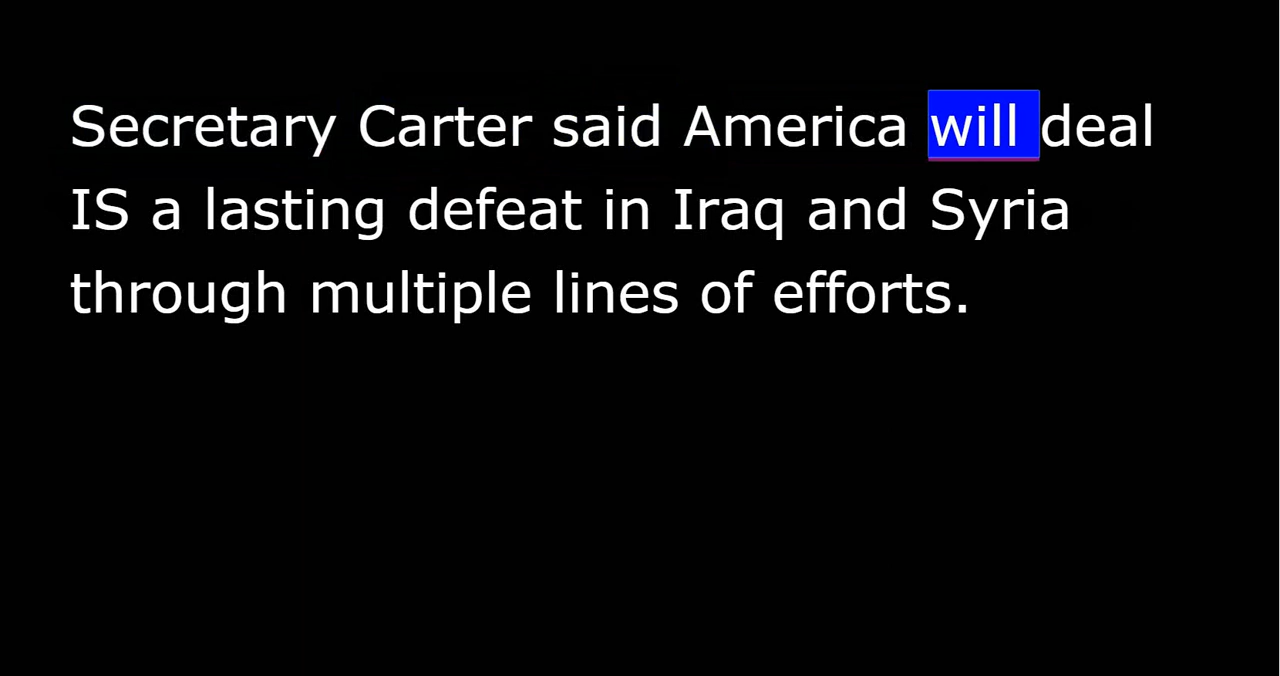 Secretary Carter said America will deal
IS a lasting defeat in Iraq and Syria
through multiple lines of efforts.